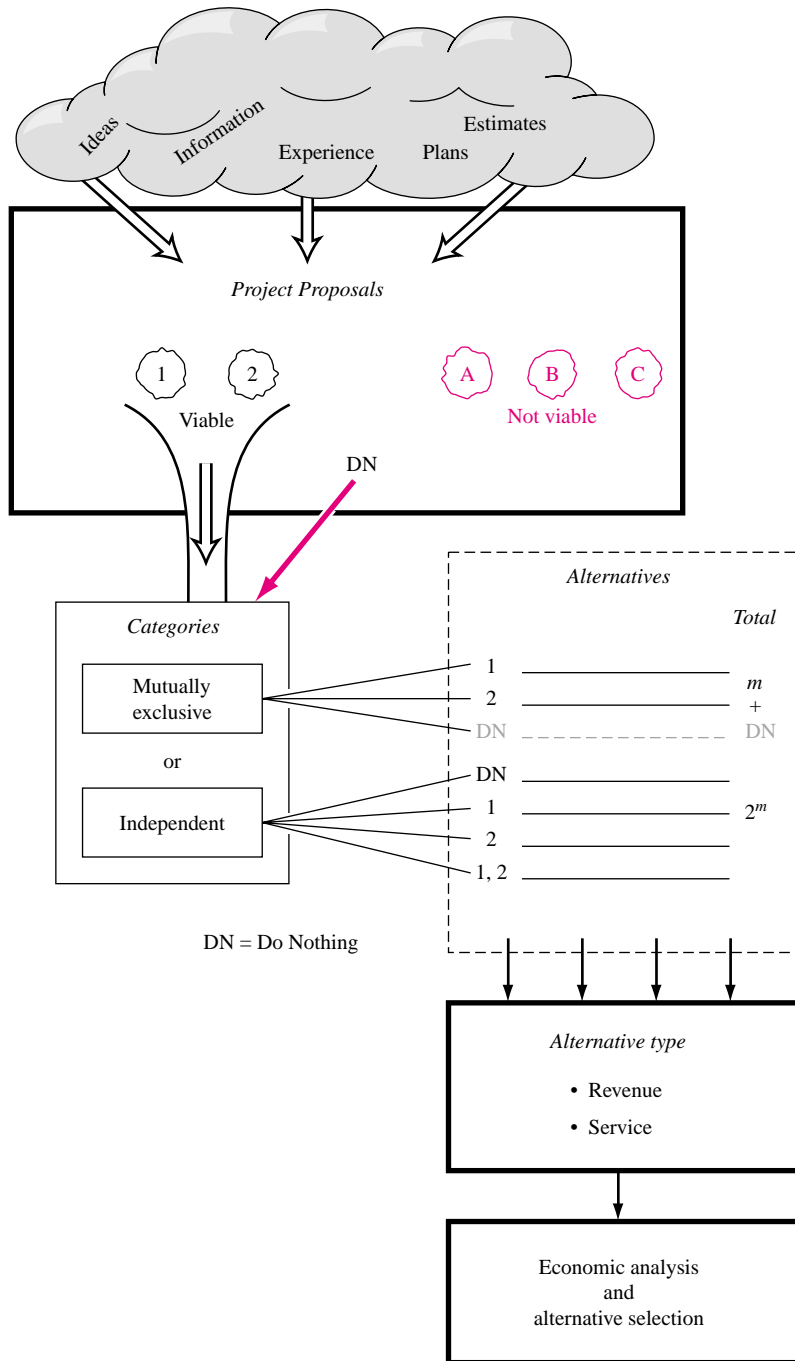 Ideas
Information
Experience
Plans
Estimates
Project Proposals
1
2
Viable
A
B
C
Not viable
DN
Categories
Mutually
exclusive
or
Independent
DN = Do Nothing
Alternatives
Total
1
2
DN
m
+
DN
DN
1
2
1, 2
2^m
Alternative type
• Revenue
• Service
Economic analysis
and
alternative selection